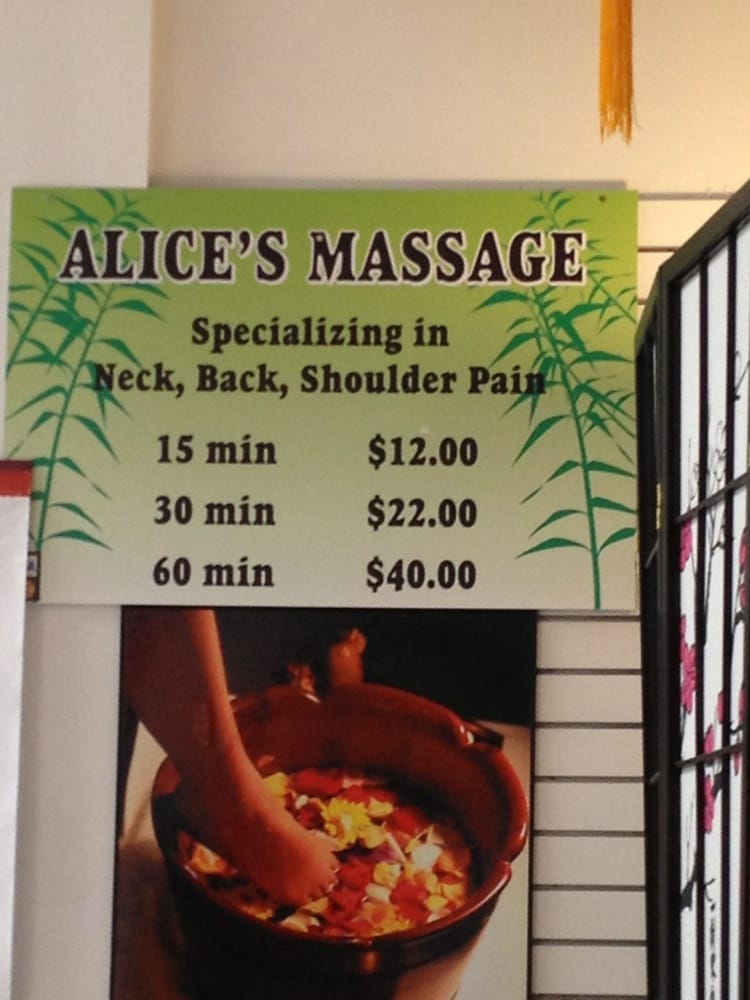 ALICE'S MASSAGE
Specializing in
Neck, Back, Shoulder Pain
15 min $12.00
30 min $22.00
60 min $40.00